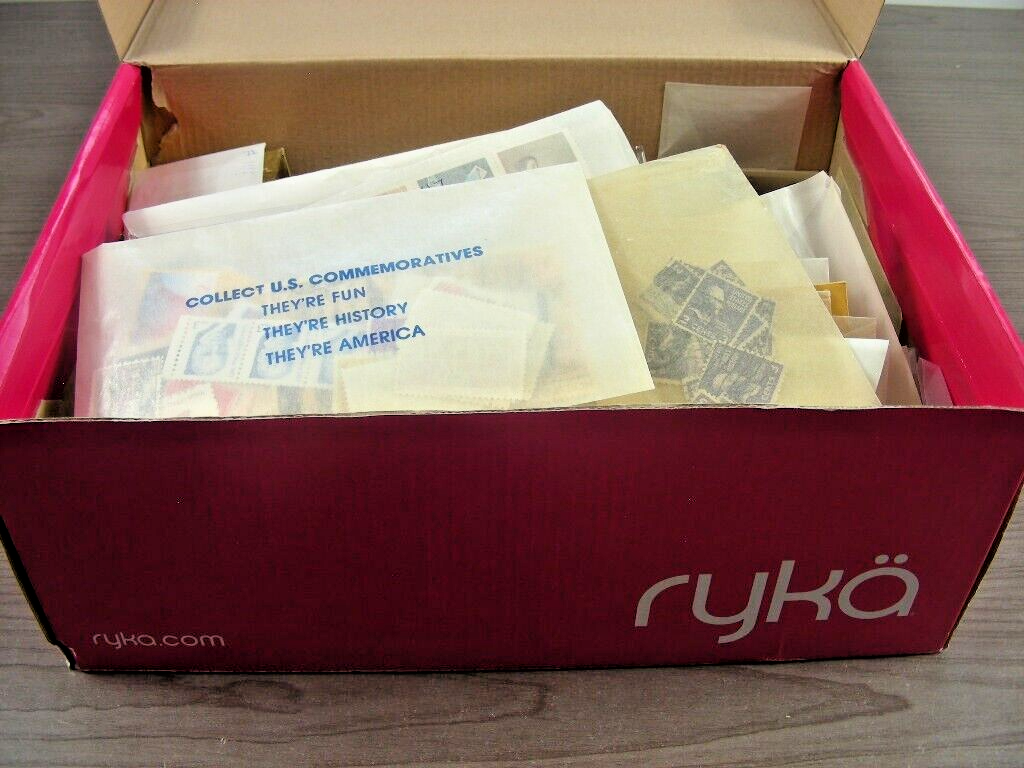 COLLECT U.S. COMMEMORATIVES
THEY'RE FUN
THEY'RE HISTORY
THEY'RE AMERICA
rykä
ryka.com